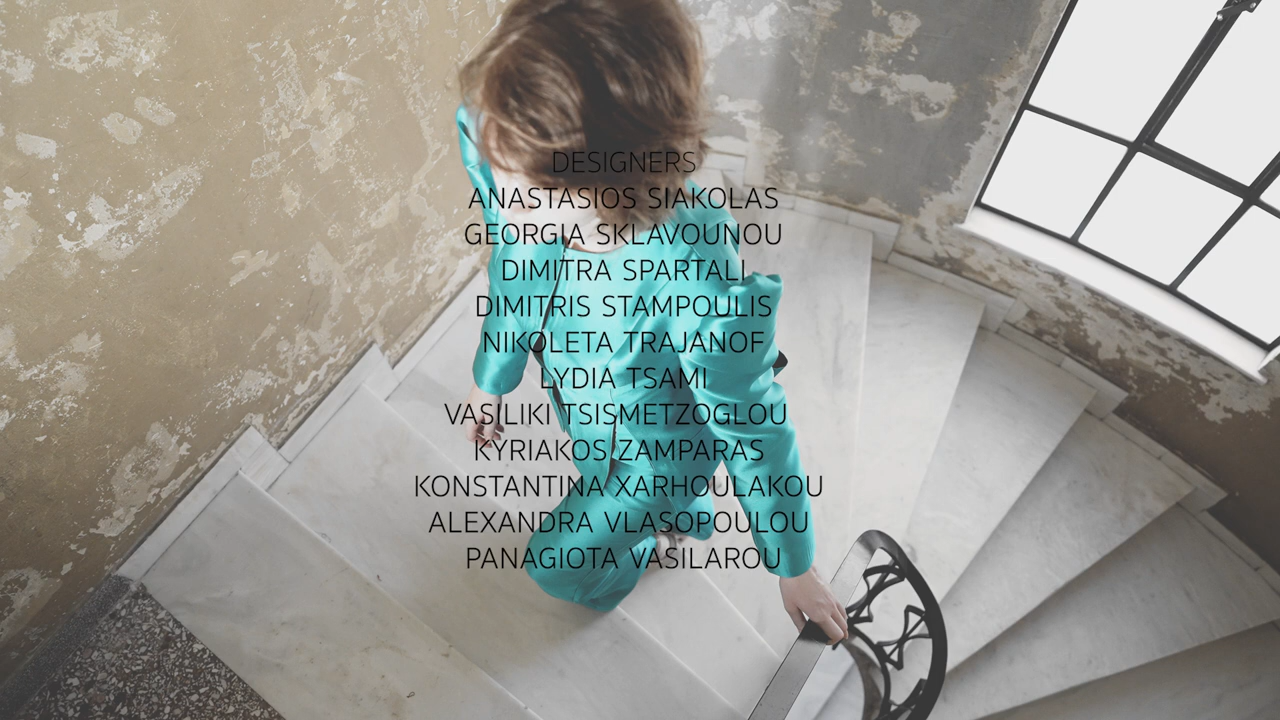 DESIGNERS
ANASTASIOS SIAKOLAS
GEORGIA SKLAVOUNOU
DIMITRA SPARTALI
DIMITRIS STAMPOULIS
NIKOLETA TRAJANOF
LYDIA TSAMI
VASILIKI TSISMETZOGLOU
KYRIAKOS ZAMPARAS
KONSTANTINA XARHOULAKOU
ALEXANDRA VLASOPOULOU
PANAGIOTA VASILAROU